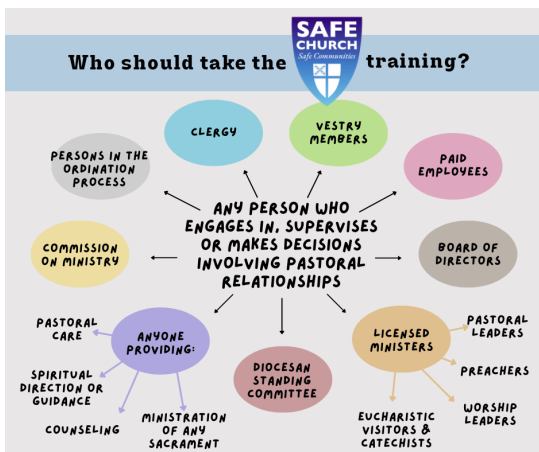 Who should take the
SAFE
CHURCH
Safe Communities
training?
CLERGY
VESTRY
MEMBERS
PERSONS IN THE
ORDINATION
PROCESS
PAID
EMPLOYEES
ANY PERSON WHO
ENGAGES IN, SUPERVISES
OR MAKES DECISIONS
INVOLVING PASTORAL
RELATIONSHIPS
COMMISSION
ON MINISTRY
BOARD OF
DIRECTORS
ANYONE
PROVIDING:
PASTORAL
CARE
SPIRITUAL
DIRECTION OR
GUIDANCE
COUNSELING
MINISTRATION
OF ANY
SACRAMENT
DIOCESAN
STANDING
COMMITTEE
LICENSED
MINISTERS
PASTORAL
LEADERS
PREACHERS
WORSHIP
LEADERS
EUCHARISTIC
VISITORS &
CATECHISTS